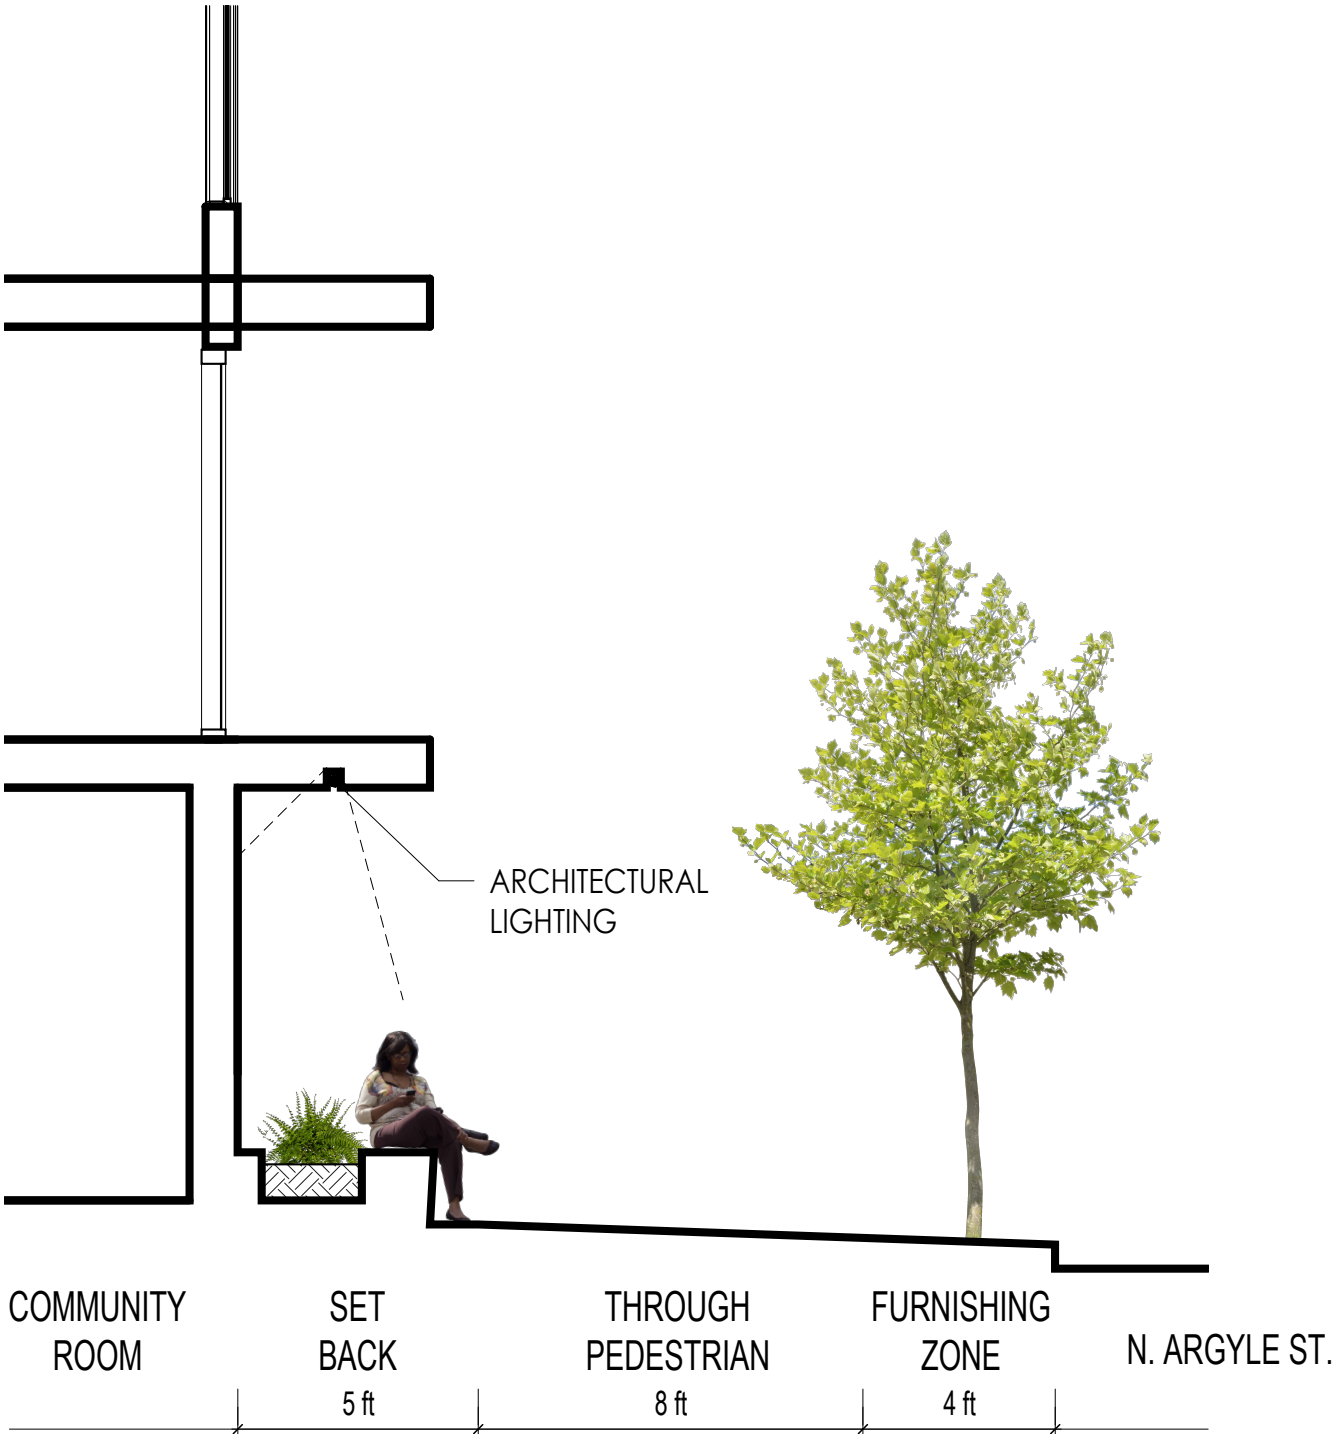 ARCHITECTURAL
LIGHTING
COMMUNITY
ROOM
SET
BACK
5 ft
THROUGH
PEDESTRIAN
8 ft
FURNISHING
ZONE
4 ft
N. ARGYLE ST.